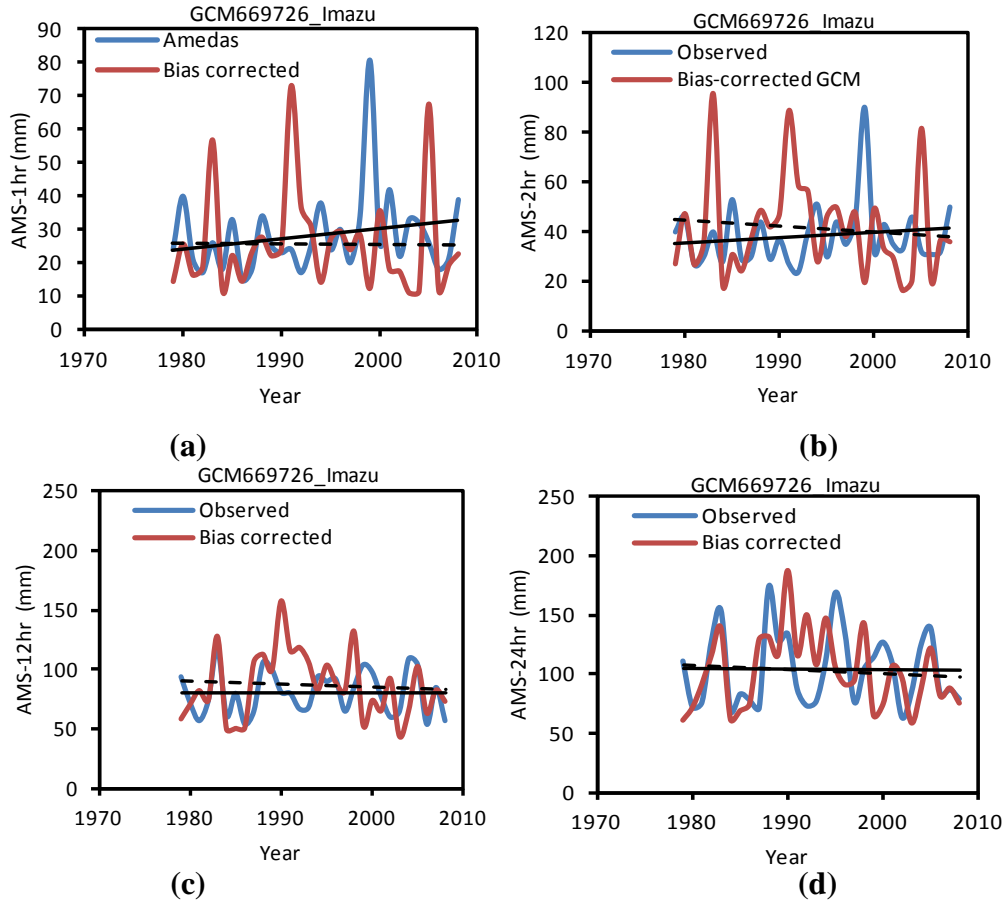 GCM669726_Imazu
90
80
70
60
50
40
30
20
10
0
AMS-1hr (mm)
Amedas
Bias corrected
1970
1980
1990
2000
2010
Year
(a)
GCM669726_Imazu
120
100
80
60
40
20
0
AMS-2hr (mm)
Observed
Bias-corrected GCM
1970
1980
1990
2000
2010
Year
(b)
GCM669726_Imazu
250
200
150
100
50
0
AMS-12hr (mm)
Observed
Bias corrected
1970
1980
1990
2000
2010
Year
(c)
GCM669726_Imazu
250
200
150
100
50
0
AMS-24hr (mm)
Observed
Bias corrected
1970
1980
1990
2000
2010
Year
(d)